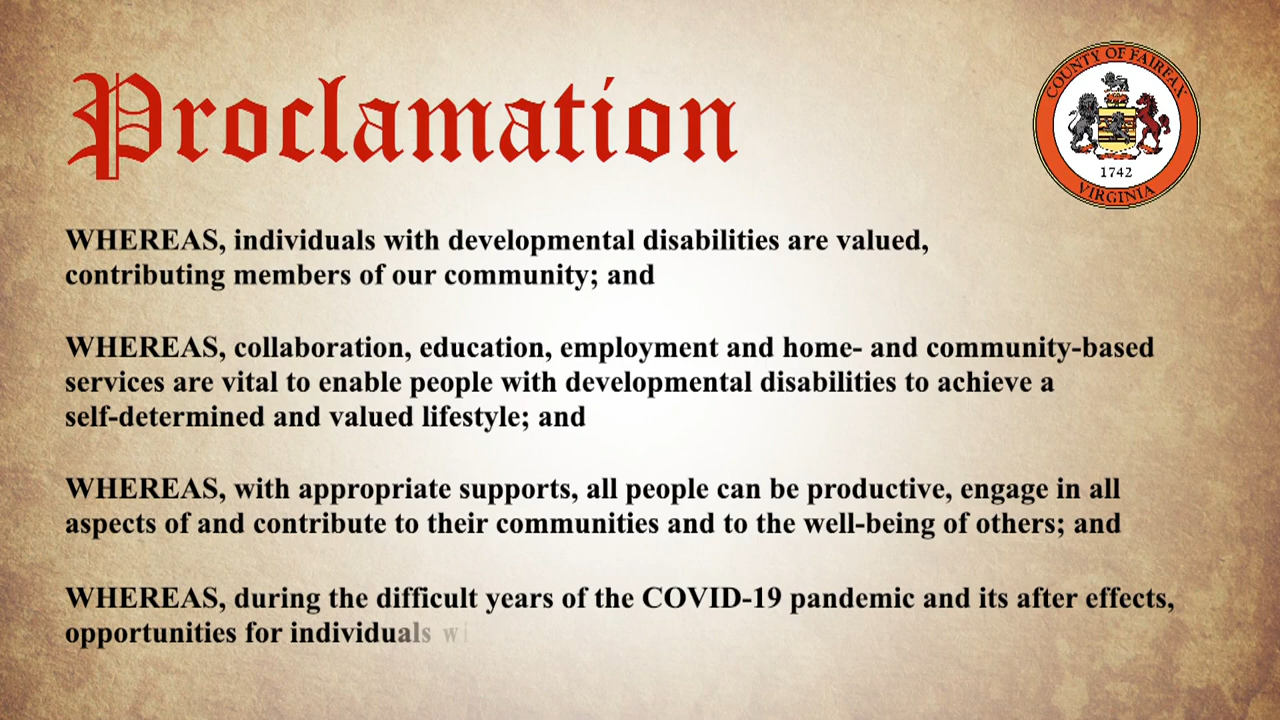 Proclamation
COUNTY OF FAIRFAX
1742
VIRGINIA
WHEREAS, individuals with developmental disabilities are valued,
contributing members of our community; and
WHEREAS, collaboration, education, employment and home- and community-based
services are vital to enable people with developmental disabilities to achieve a
self-determined and valued lifestyle; and
WHEREAS, with appropriate supports, all people can be productive, engage in all
aspects of and contribute to their communities and to the well-being of others; and
WHEREAS, during the difficult years of the COVID-19 pandemic and its after effects,
opportunities for individuals wi